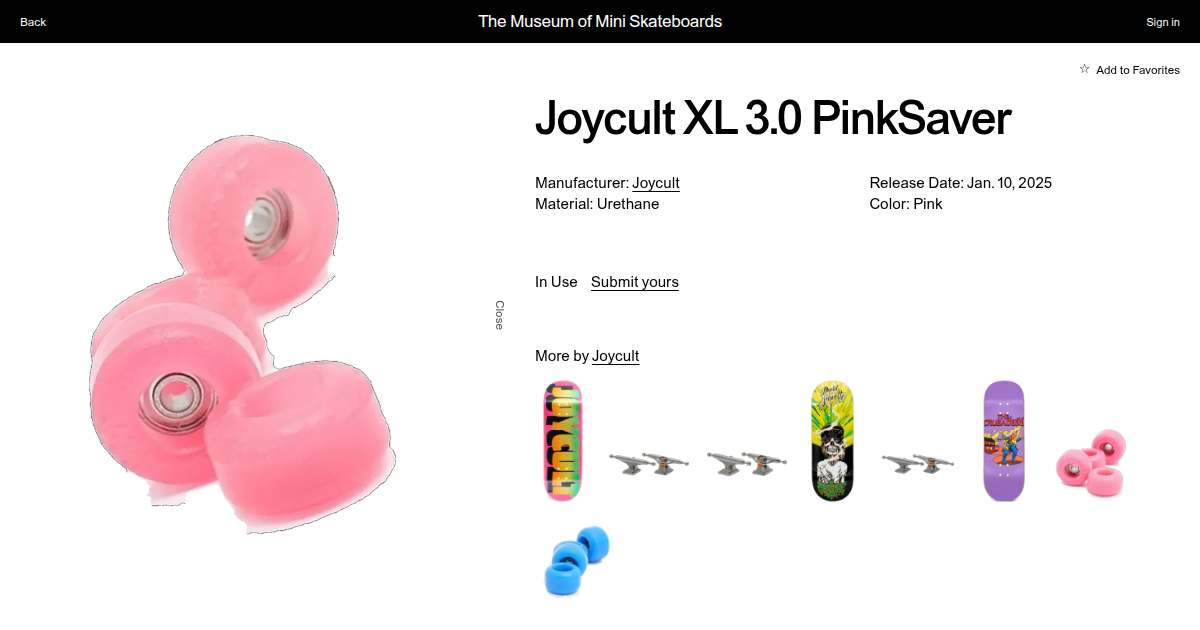 Back
The Museum of Mini Skateboards
Sign in
☆ Add to Favorites
Joycult XL 3.0 PinkSaver
Manufacturer: Joycult
Release Date: Jan. 10, 2025
Material: Urethane
Color: Pink
In Use Submit yours
Close
More by Joycult
JOYCULT